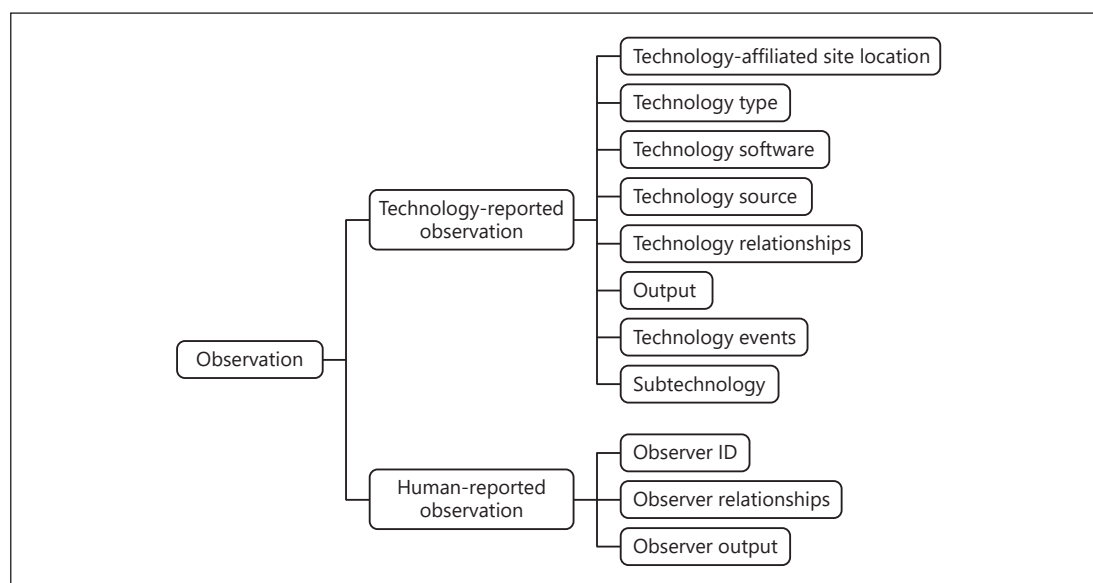 Observation
Technology-reported
observation
Technology-affiliated site location
Technology type
Technology software
Technology source
Technology relationships
Output
Technology events
Subtechnology
Human-reported
observation
Observer ID
Observer relationships
Observer output